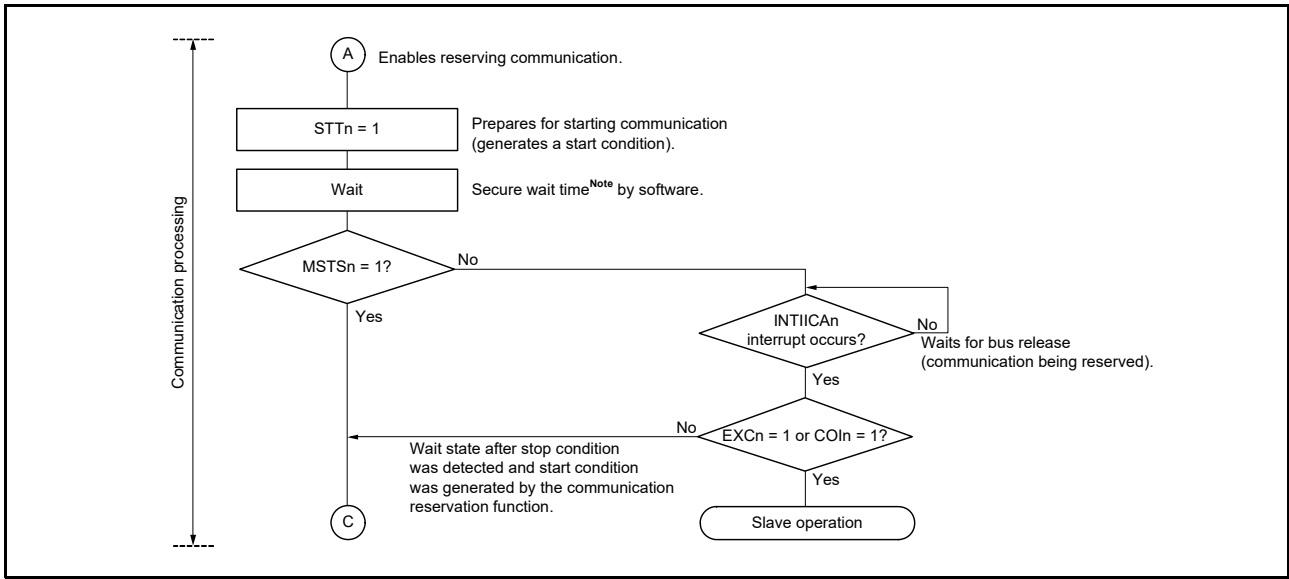 A
Enables reserving communication.
STTn = 1
Prepares for starting communication
(generates a start condition).
Wait
Secure wait timeNote by software.
Communication processing
MSTSn = 1?
No
Yes
INTIICAn
interrupt occurs?
No
Waits for bus release
(communication being reserved).
Yes
EXCn = 1 or COIn = 1?
No
Wait state after stop condition
was detected and start condition
was generated by the communication
reservation function.
Yes
C
Slave operation